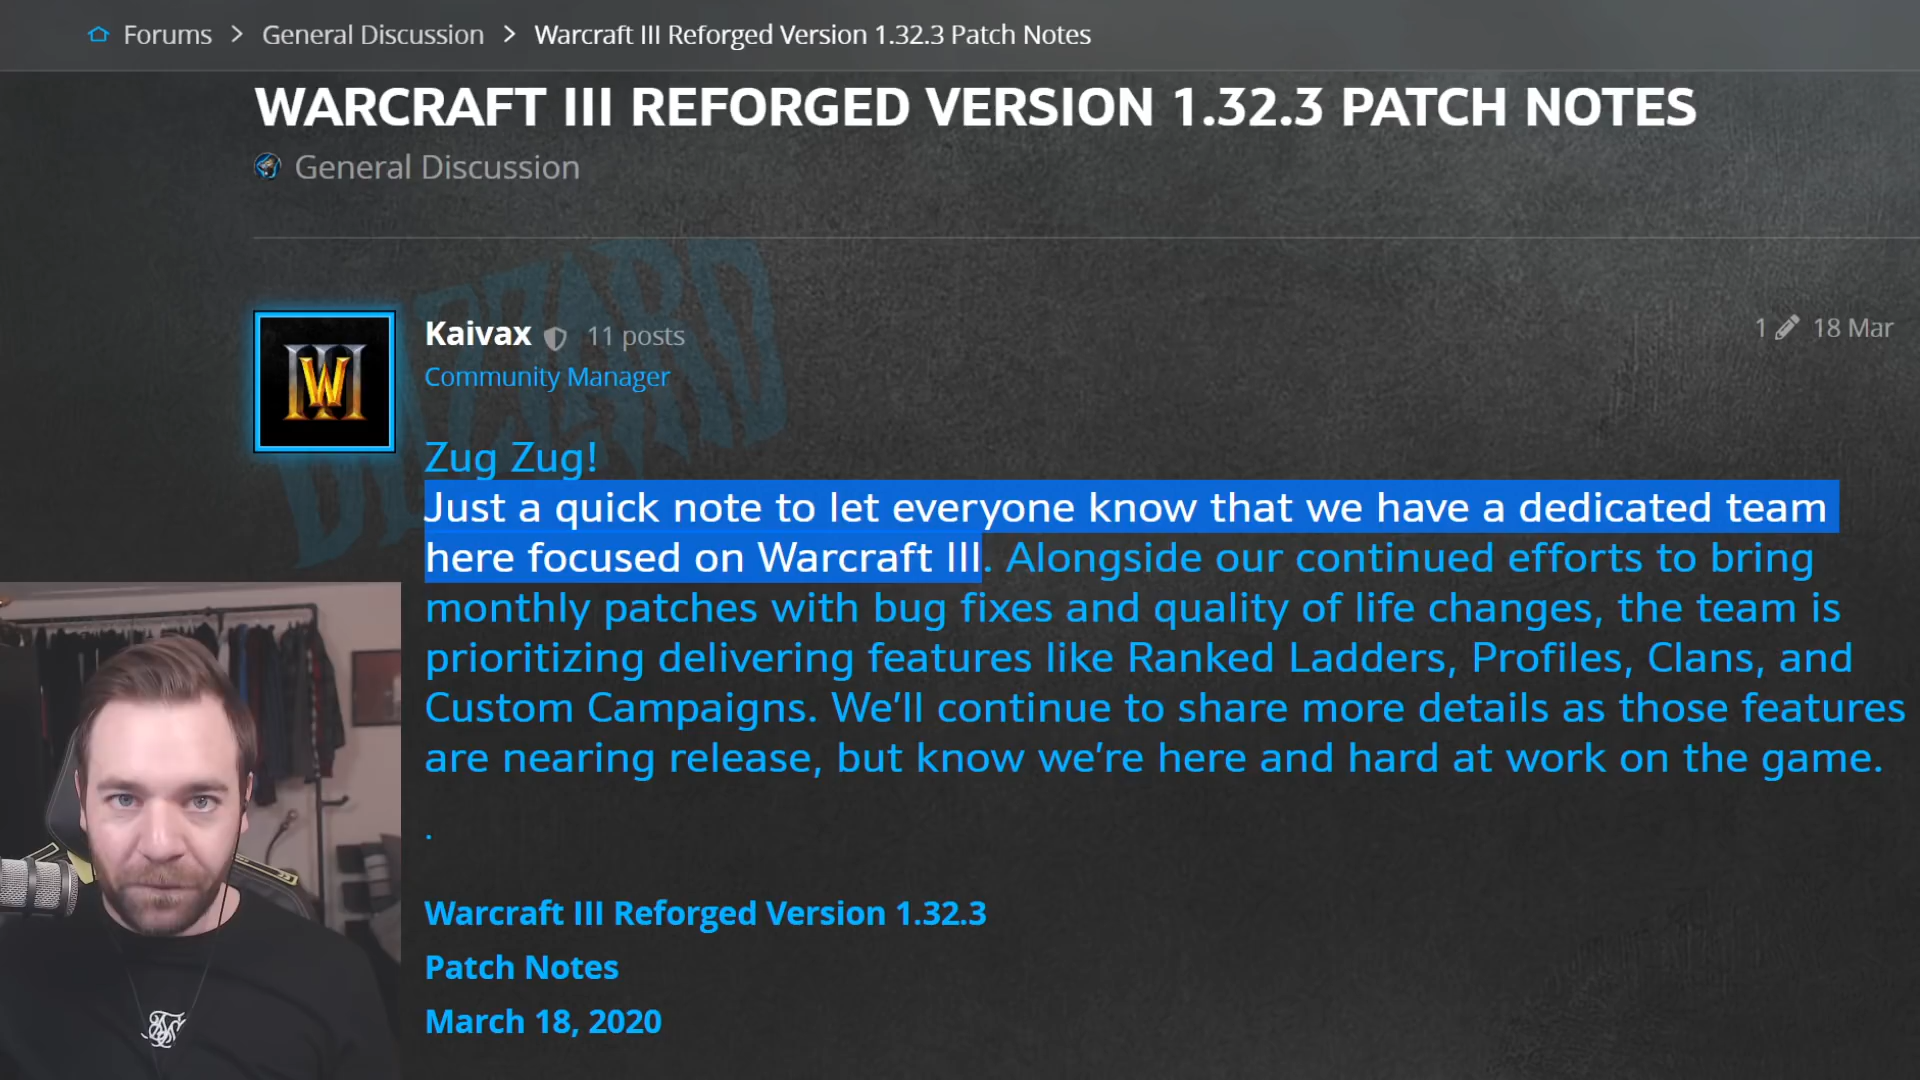 Forums > General Discussion > Warcraft III Reforged Version 1.32.3 Patch Notes
WARCRAFT III REFORGED VERSION 1.32.3 PATCH NOTES
General Discussion
BLIZZARD
Kaivax 11 posts
1 18 Mar
Community Manager
Zug Zug!
Just a quick note to let everyone know that we have a dedicated team
here focused on Warcraft III. Alongside our continued efforts to bring
monthly patches with bug fixes and quality of life changes, the team is
prioritizing delivering features like Ranked Ladders, Profiles, Clans, and
Custom Campaigns. We’ll continue to share more details as those features
are nearing release, but know we’re here and hard at work on the game.
.
Warcraft III Reforged Version 1.32.3
Patch Notes
March 18, 2020